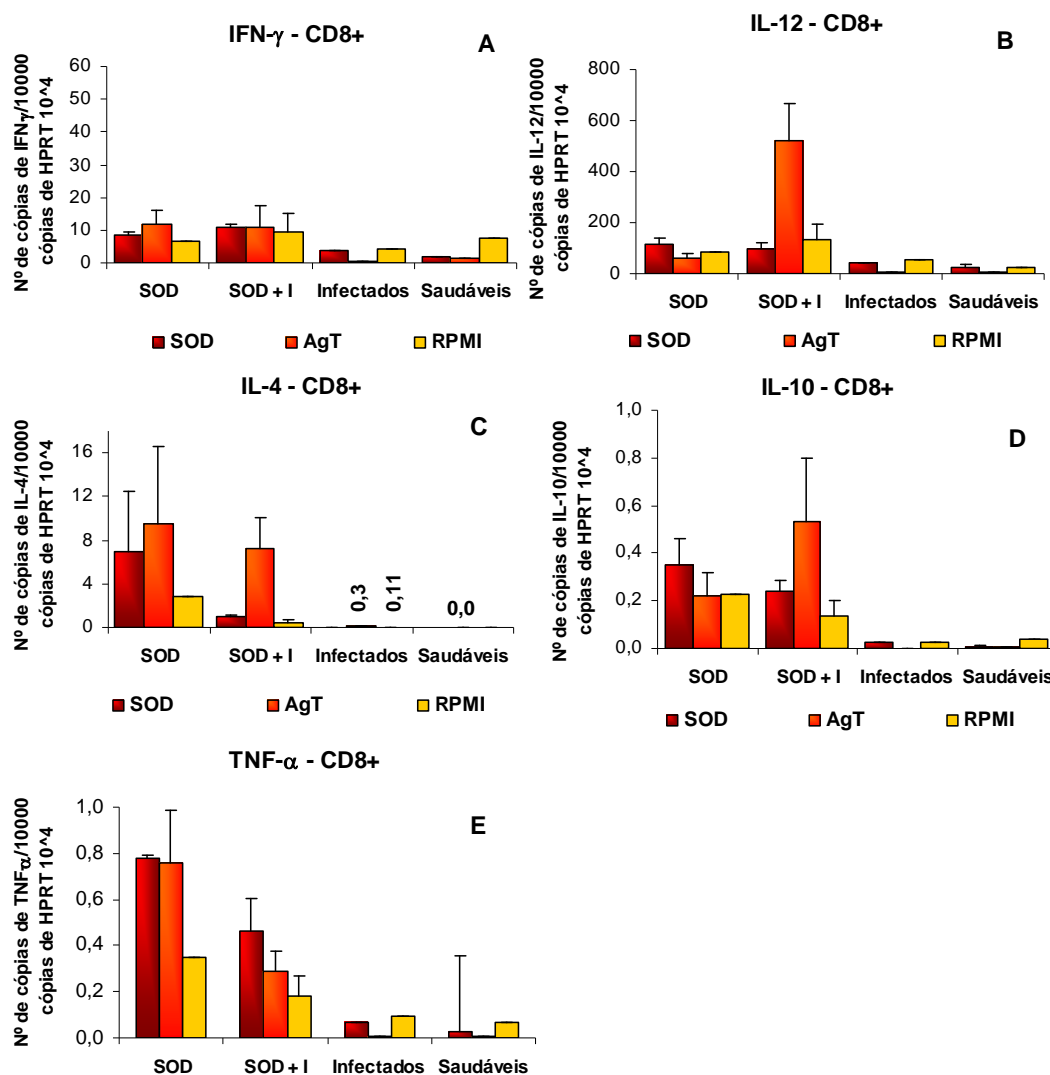 IFN-γ - CD8+
A
Nº de cópias de IFNγ/10000
cópias de HPRT 10^4
60
50
40
30
20
10
0
SOD
SOD + I
Infectados
Saudáveis
SOD
AgT
RPMI
IL-12 - CD8+
B
Nº de cópias de IL-12/10000
cópias de HPRT 10^4
800
600
400
200
0
SOD
SOD + I
Infectados
Saudáveis
SOD
AgT
RPMI
IL-4 - CD8+
C
Nº de cópias de IL-4/10000
cópias de HPRT 10^4
16
12
8
4
0
0,3
0,11
0,0
SOD
SOD + I
Infectados
Saudáveis
SOD
AgT
RPMI
IL-10 - CD8+
D
Nº de cópias de IL-10/10000
cópias de HPRT 10^4
1,0
0,8
0,6
0,4
0,2
0,0
SOD
SOD + I
Infectados
Saudáveis
SOD
AgT
RPMI
TNF-α - CD8+
E
Nº de cópias de TNFα/10000
cópias de HPRT 10^4
1,0
0,8
0,6
0,4
0,2
0,0
SOD
SOD + I
Infectados
Saudáveis